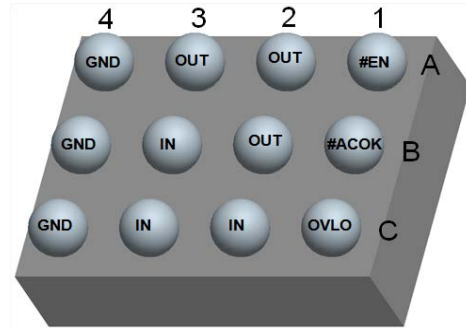 4 3 2 1
GND OUT OUT #EN A
GND IN OUT #ACOK B
GND IN IN OVLO C